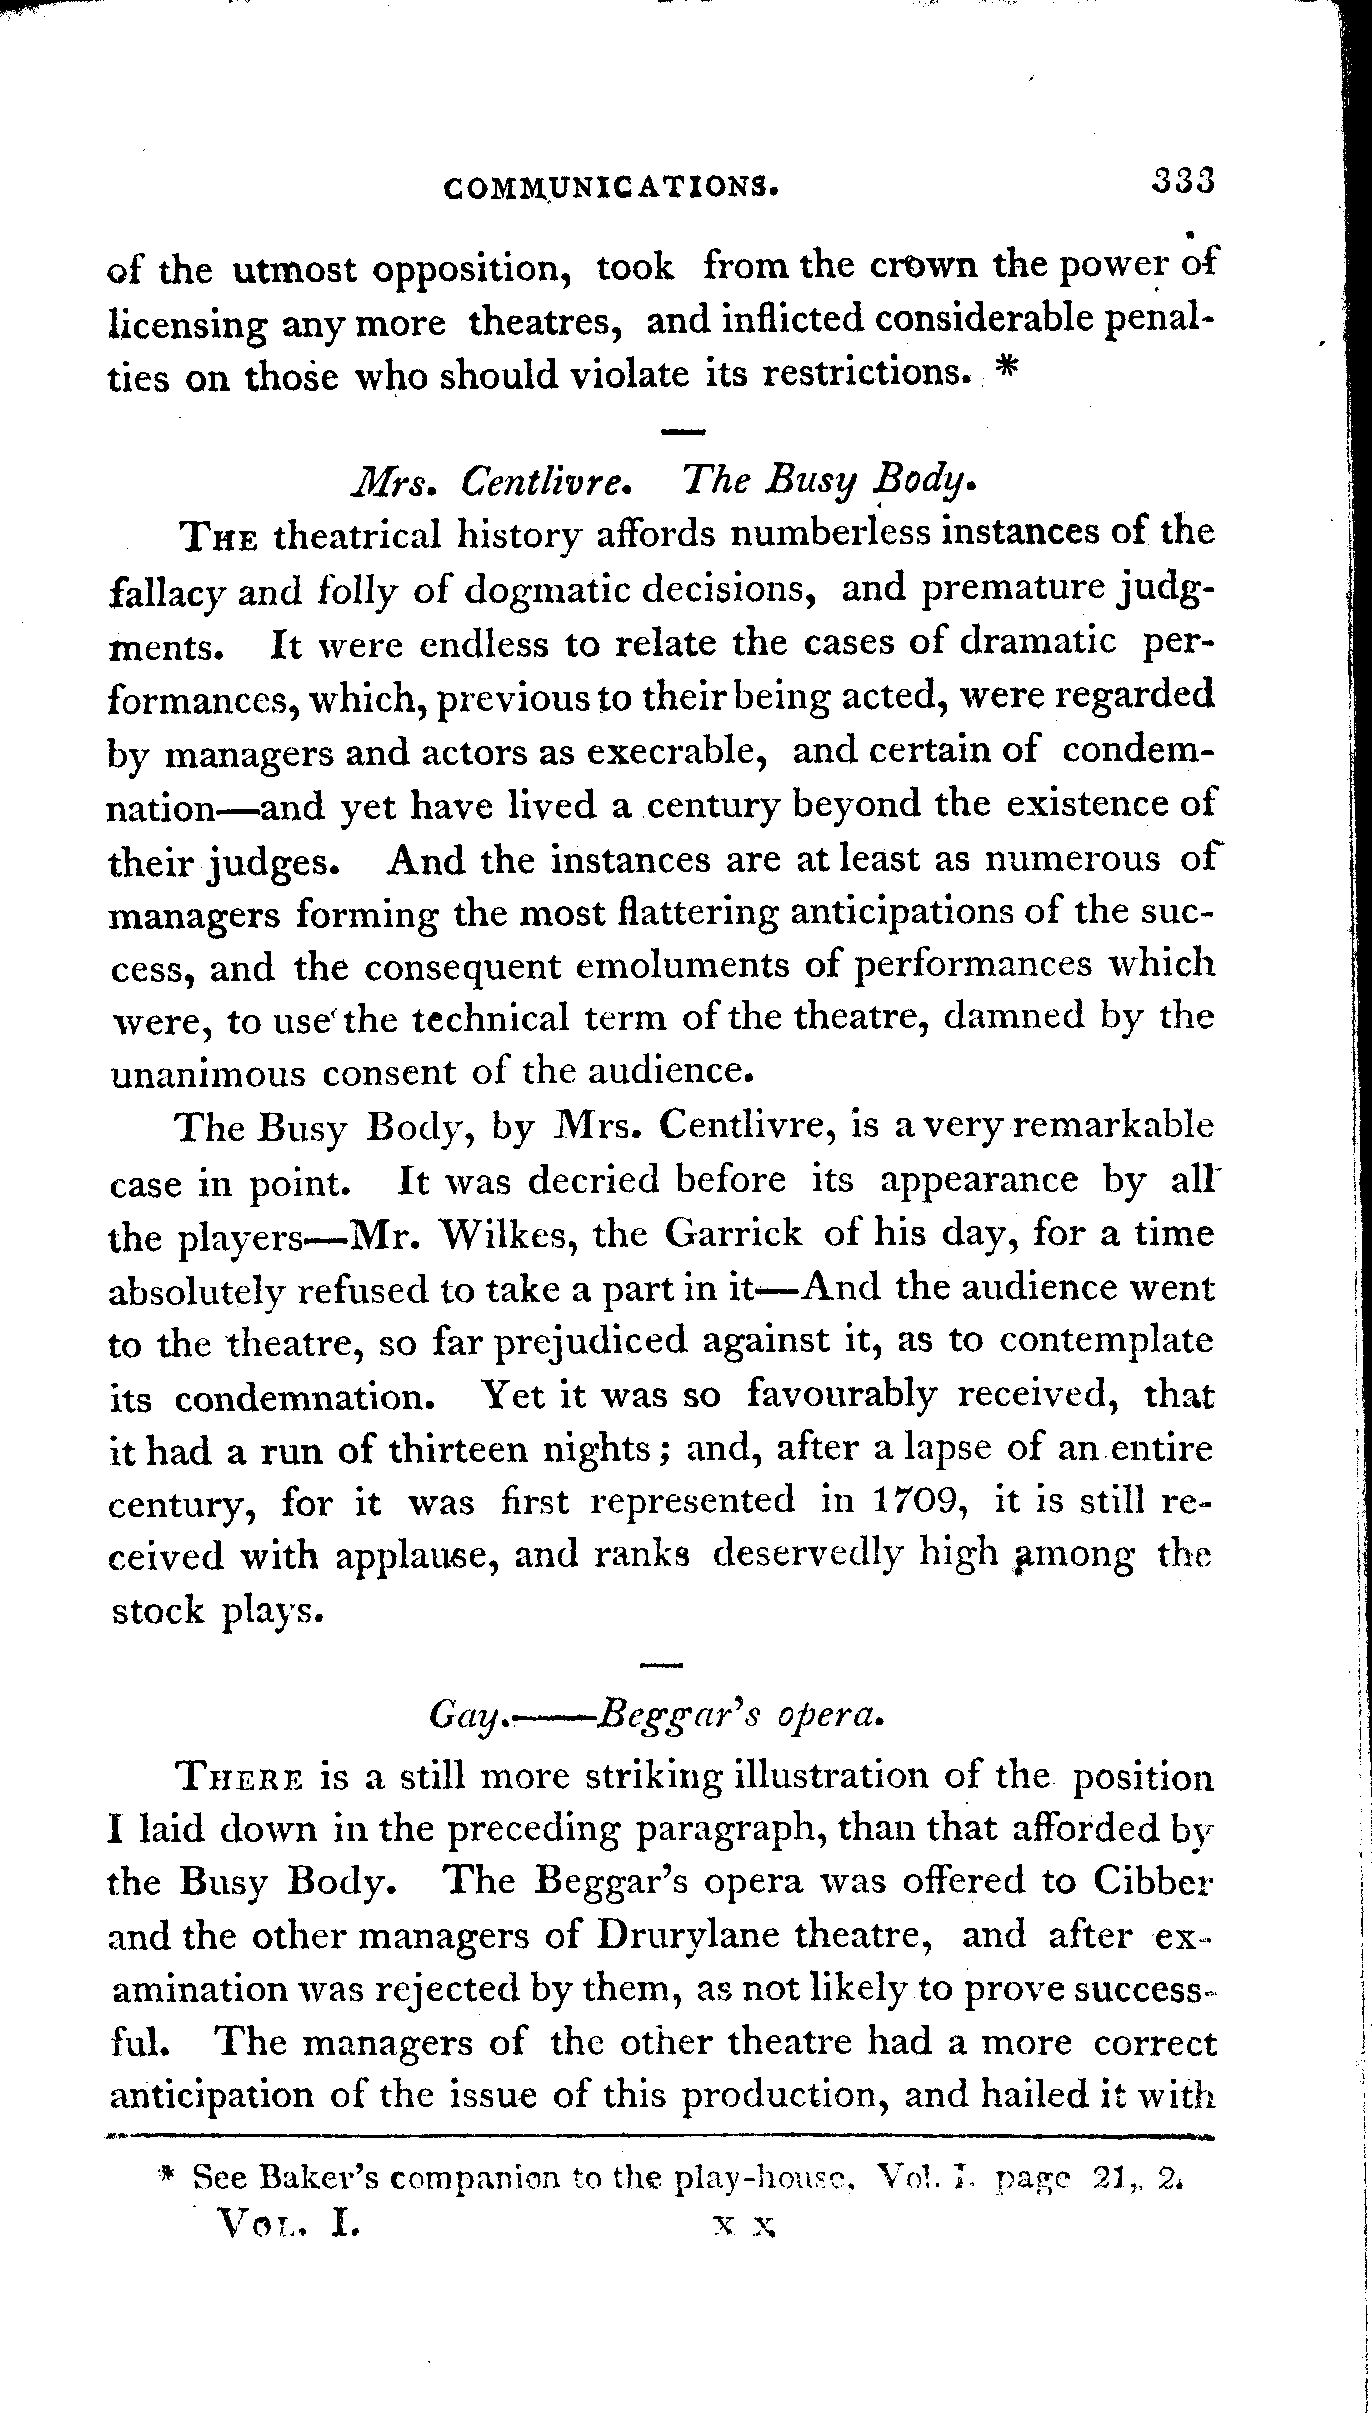 COMMUNICATIONS. 333
of the utmost opposition, took from the crown the power of
licensing any more theatres, and inflicted considerable penal-
ties on those who should violate its restrictions. *
Mrs. Centlivre. The Busy Body.
THE theatrical history affords numberless instances of the
fallacy and folly of dogmatic decisions, and premature judg-
ments. It were endless to relate the cases of dramatic per-
formances, which, previous to their being acted, were regarded
by managers and actors as execrable, and certain of condem-
nation—and yet have lived a century beyond the existence of
their judges. And the instances are at least as numerous of
managers forming the most flattering anticipations of the suc-
cess, and the consequent emoluments of performances which
were, to use the technical term of the theatre, damned by the
unanimous consent of the audience.
The Busy Body, by Mrs. Centlivre, is a very remarkable
case in point. It was decried before its appearance by all
the players—Mr. Wilkes, the Garrick of his day, for a time
absolutely refused to take a part in it—And the audience went
to the theatre, so far prejudiced against it, as to contemplate
its condemnation. Yet it was so favourably received, that
it had a run of thirteen nights; and, after a lapse of an entire
century, for it was first represented in 1709, it is still re-
ceived with applause, and ranks deservedly high among the
stock plays.
Gay.——Beggar's opera.
THERE is a still more striking illustration of the position
I laid down in the preceding paragraph, than that afforded by
the Busy Body. The Beggar's opera was offered to Cibber
and the other managers of Drurylane theatre, and after ex-
amination was rejected by them, as not likely to prove success-
ful. The managers of the other theatre had a more correct
anticipation of the issue of this production, and hailed it with
* See Baker's companion to the play-house, Vol. I. page 21, 2.
VOL. I. X X